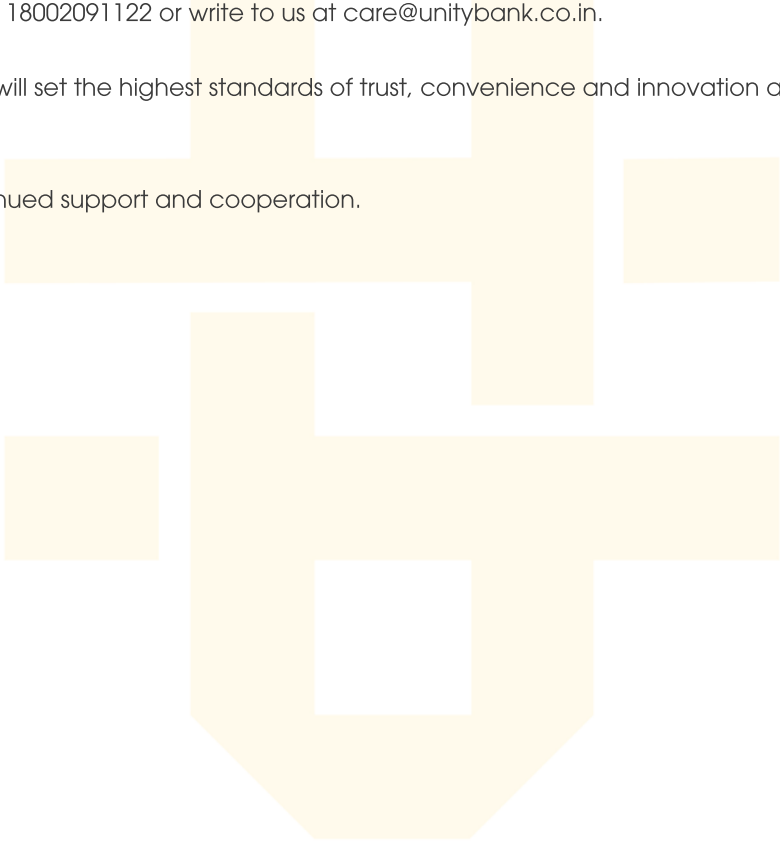 18002091122 or write to us at care@unitybank.co.in.
will set the highest standards of trust, convenience and innovation
support and cooperation.